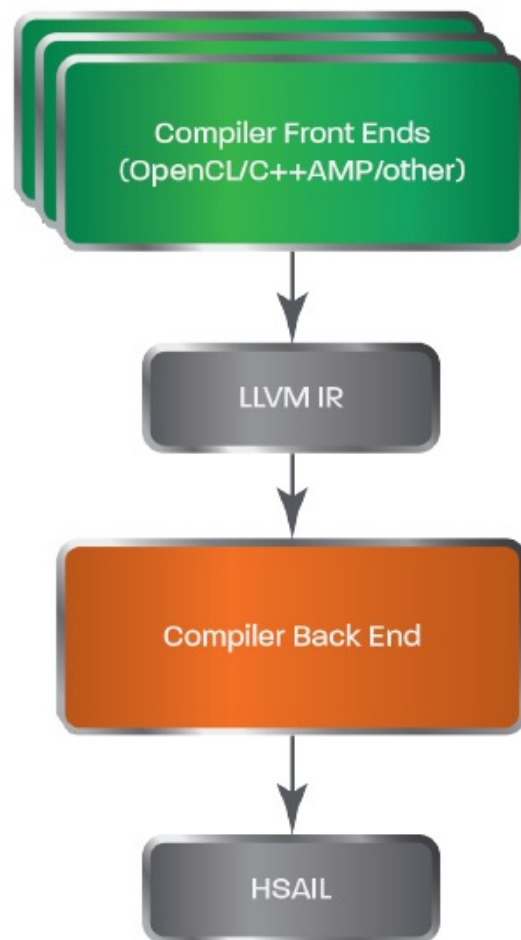 Compiler Front Ends
(OpenCL/C++AMP/other)
LLVM IR
Compiler Back End
HSAIL